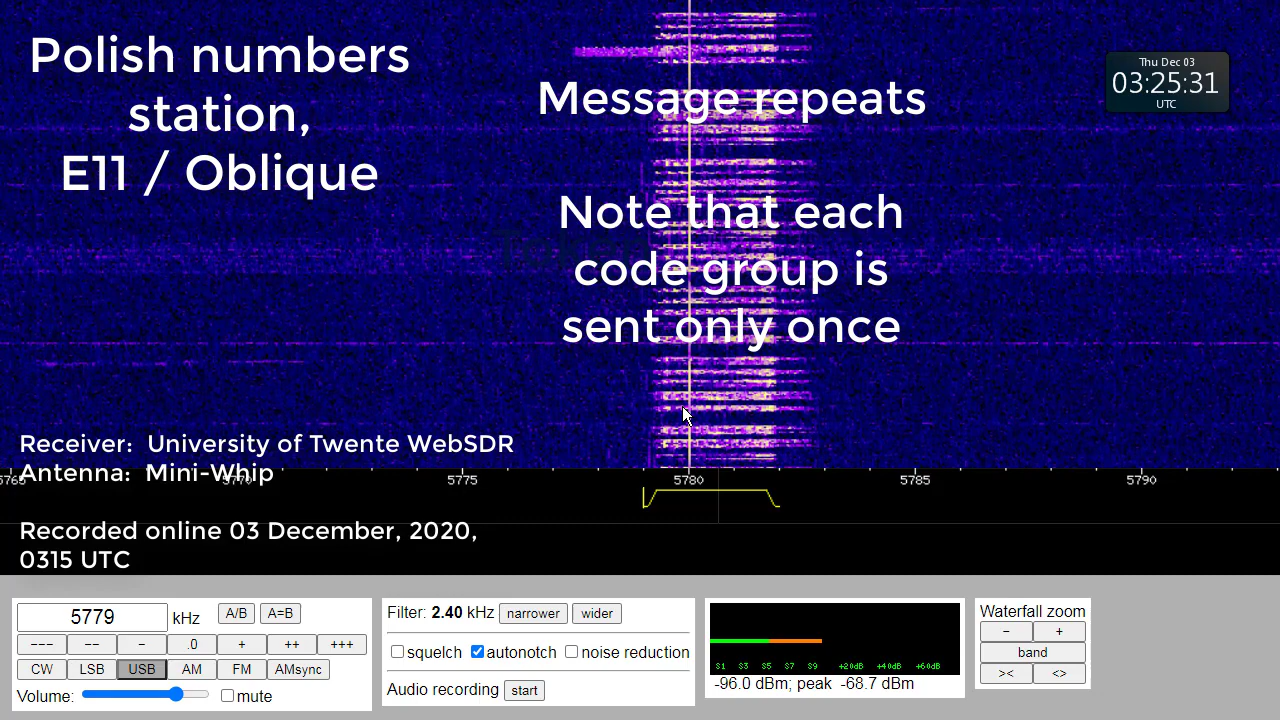 Polish numbers
station,
E11 / Oblique
Message repeats
Note that each
code group is
sent only once
Thu Dec 03
03:25:31
UTC
Receiver:  University of Twente WebSDR
Antenna:  Mini-Whip
5765 5770 5775 5780 5785 5790
Recorded online 03 December, 2020,
0315 UTC
5779 kHz A/B A=B
--- -- - .0 + ++ +++
CW LSB USB AM FM AMsync
Volume: mute
Filter: 2.40 kHz narrower wider
squelch autonotch noise reduction
Audio recording start
S1 S3 S5 S7 S9 +20dB +40dB +60dB
-96.0 dBm; peak -68.7 dBm
Waterfall zoom
- +
band
>< <>